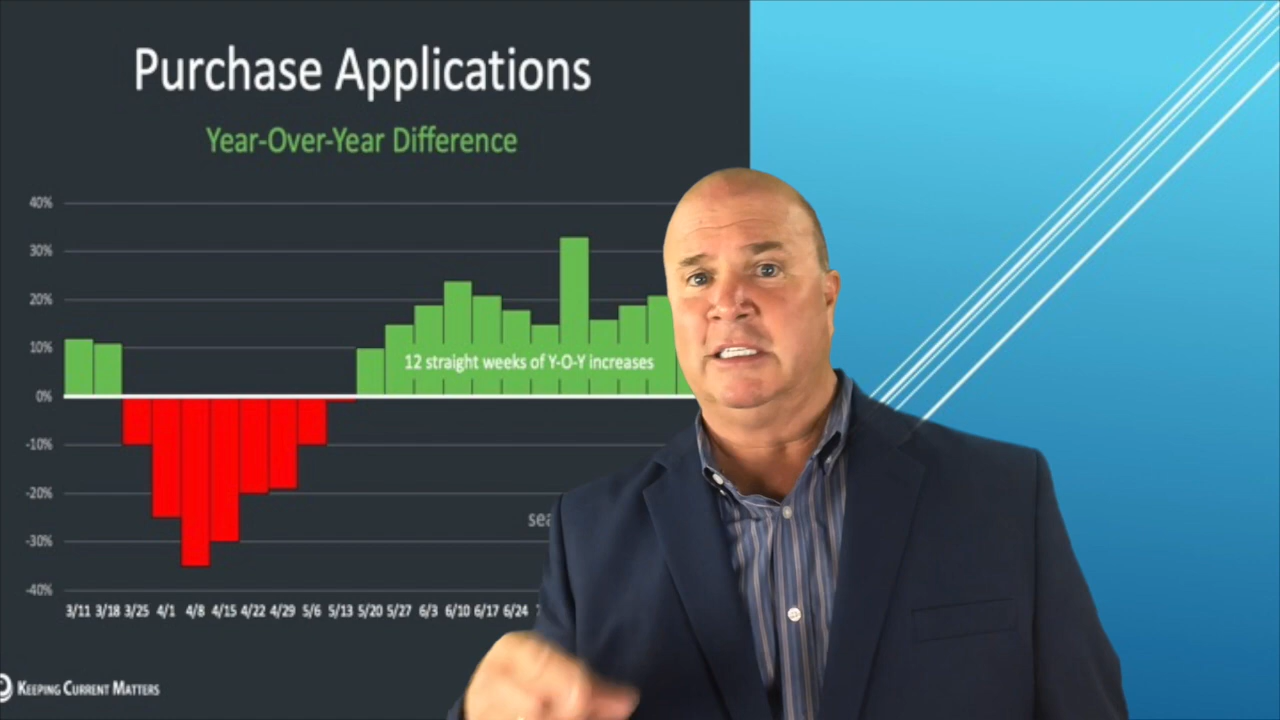 Purchase Applications
Year-Over-Year Difference
40%
30%
20%
10%
0%
-10%
-20%
-30%
-40%
12 straight weeks of Y-O-Y increases
3/11 3/18 3/25 4/1 4/8 4/15 4/22 4/29 5/6 5/13 5/20 5/27 6/3 6/10 6/17 6/24
KEEPING CURRENT MATTERS